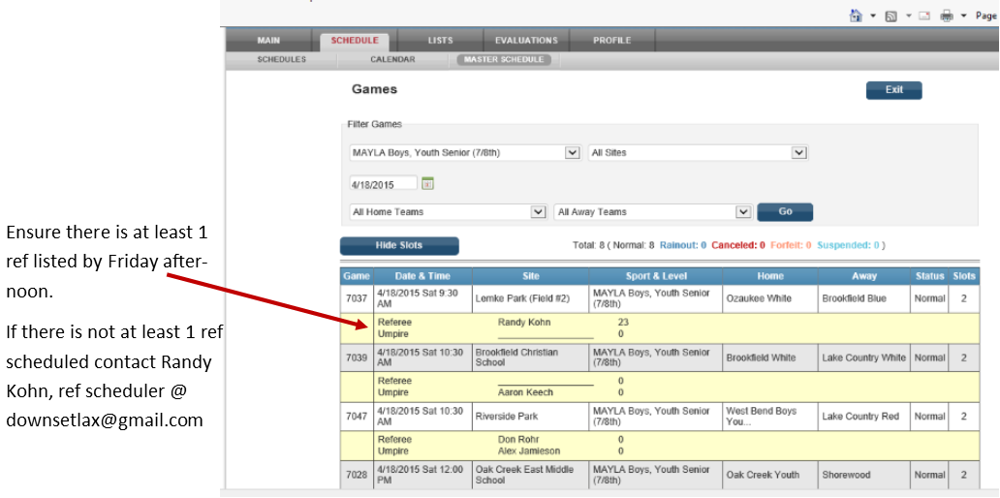 Page
MAIN SCHEDULE LISTS EVALUATIONS PROFILE
SCHEDULES CALENDAR MASTER SCHEDULE
Games Exit
Filter Games
MAYLA Boys, Youth Senior (7/8th) All Sites
4/18/2015
All Home Teams All Away Teams Go
Hide Slots Total: 8 ( Normal: 8 Rainout: 0 Canceled: 0 Forfeit: 0 Suspended: 0 )
Ensure there is at least 1
ref listed by Friday after-
noon.
If there is not at least 1 ref
scheduled contact Randy
Kohn, ref scheduler @
downsetlax@gmail.com
Game Date & Time Site Sport & Level Home Away Status Slots
7037 4/18/2015 Sat 9:30 AM Lemke Park (Field #2) MAYLA Boys, Youth Senior (7/8th) Ozaukee White Brookfield Blue Normal 2
Referee Randy Kohn 23
Umpire 0
7039 4/18/2015 Sat 10:30 AM Brookfield Christian School MAYLA Boys, Youth Senior (7/8th) Brookfield White Lake Country White Normal 2
Referee 0
Umpire Aaron Keech 0
7047 4/18/2015 Sat 10:30 AM Riverside Park MAYLA Boys, Youth Senior (7/8th) West Bend Boys You... Lake Country Red Normal 2
Referee Don Rohr 0
Umpire Alex Jamieson 0
7028 4/18/2015 Sat 12:00 PM Oak Creek East Middle School MAYLA Boys, Youth Senior (7/8th) Oak Creek Youth Shorewood Normal 2